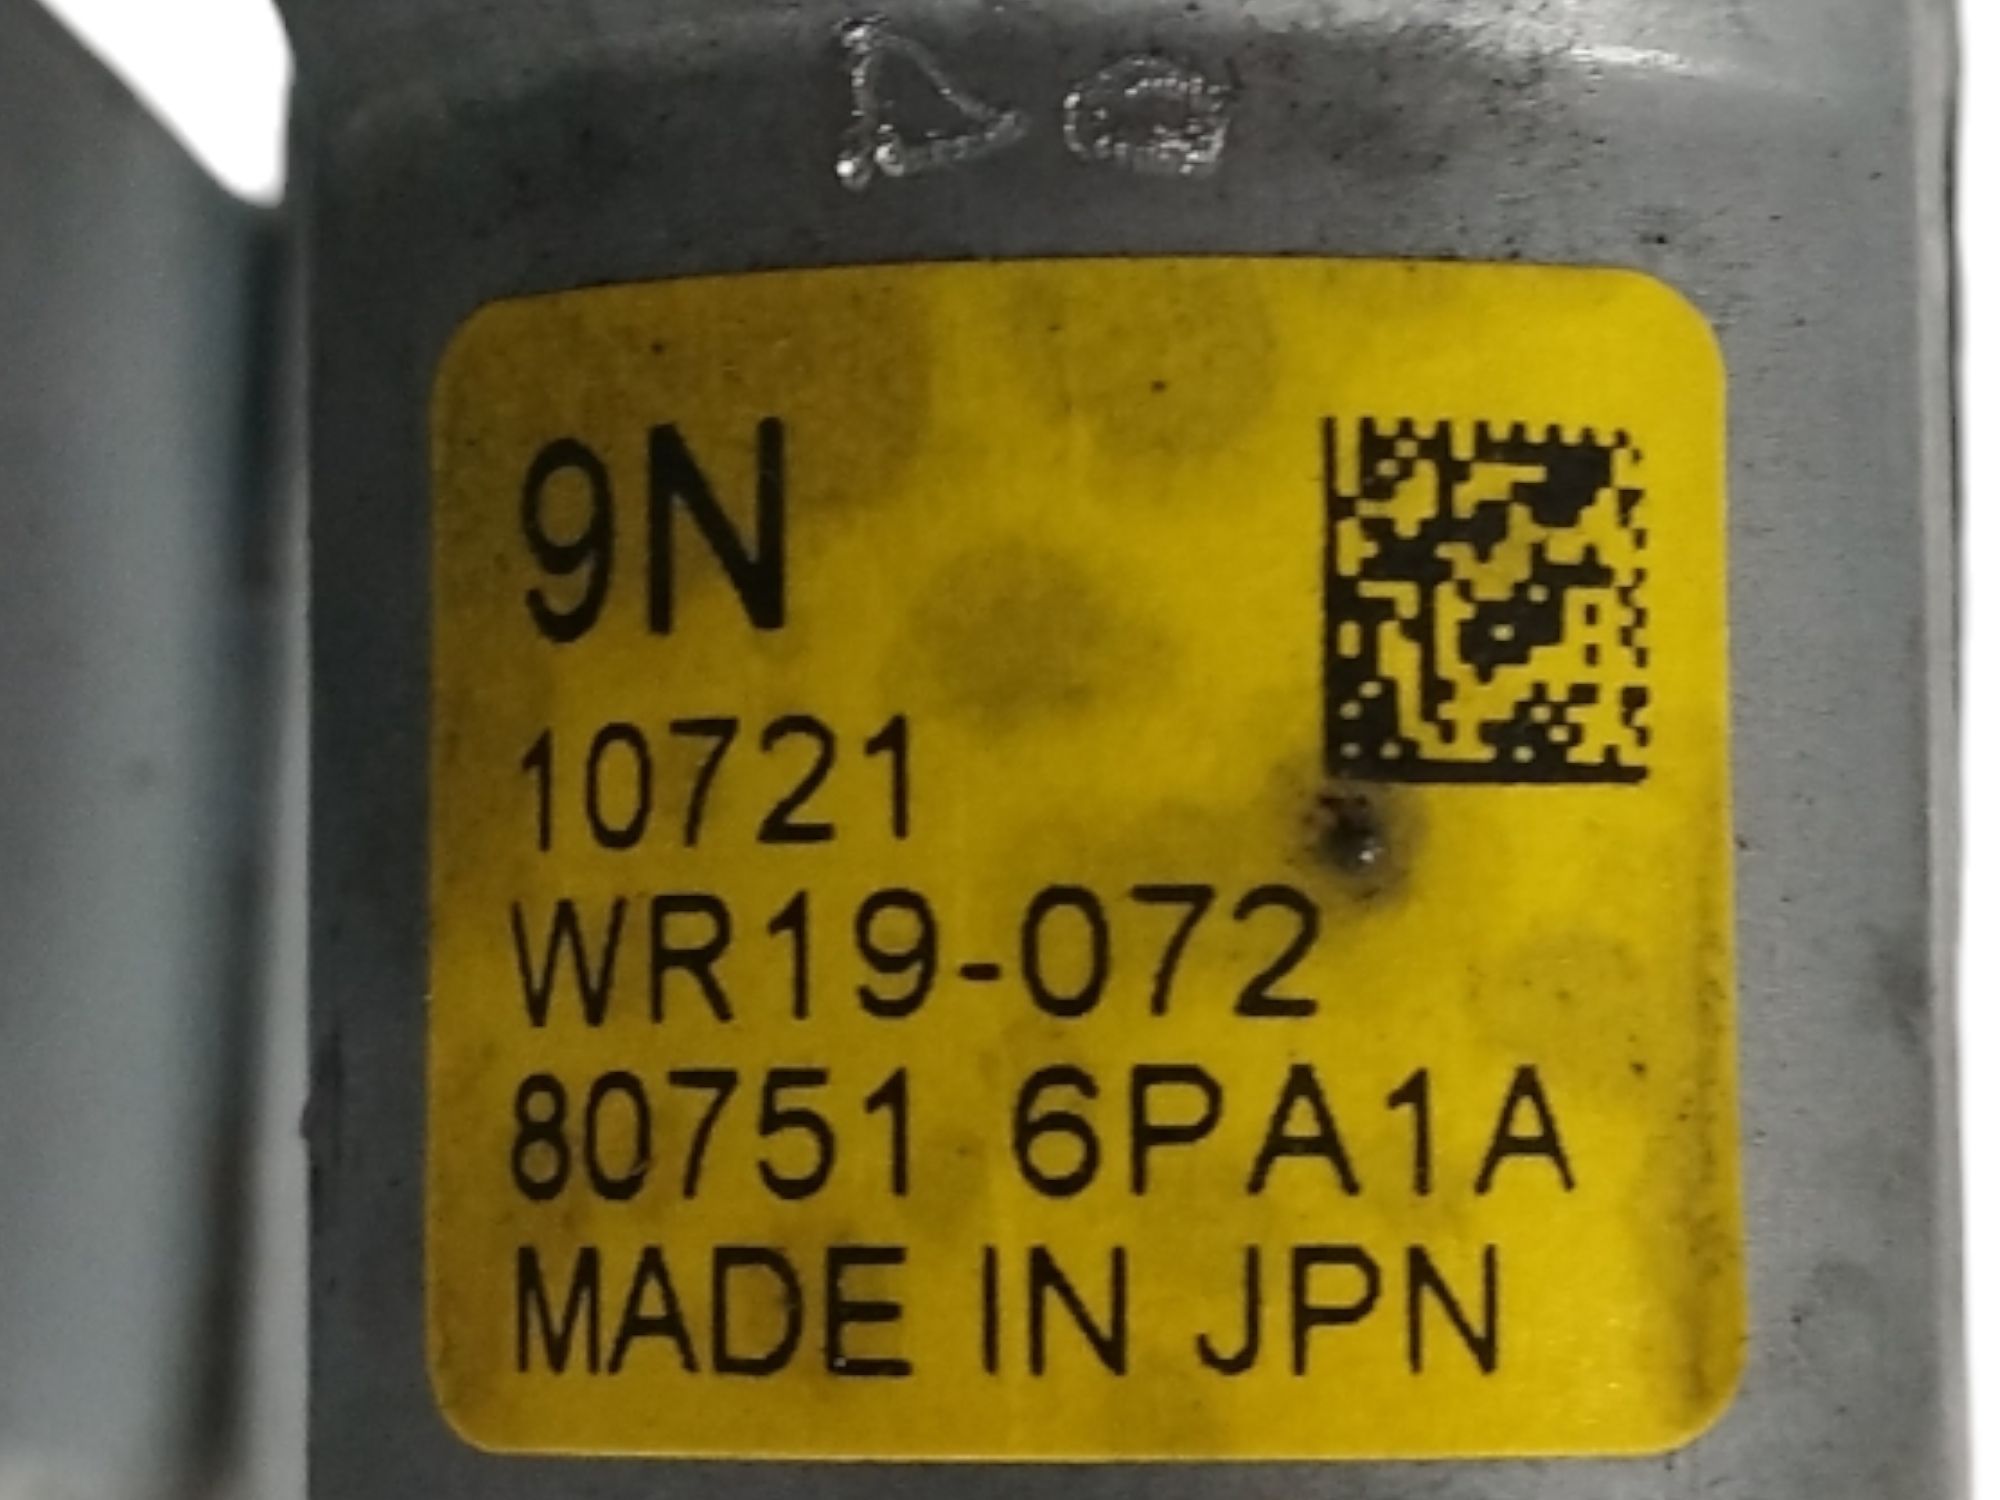 9N
10721
WR19-072
80751 6PA1A
MADE IN JPN